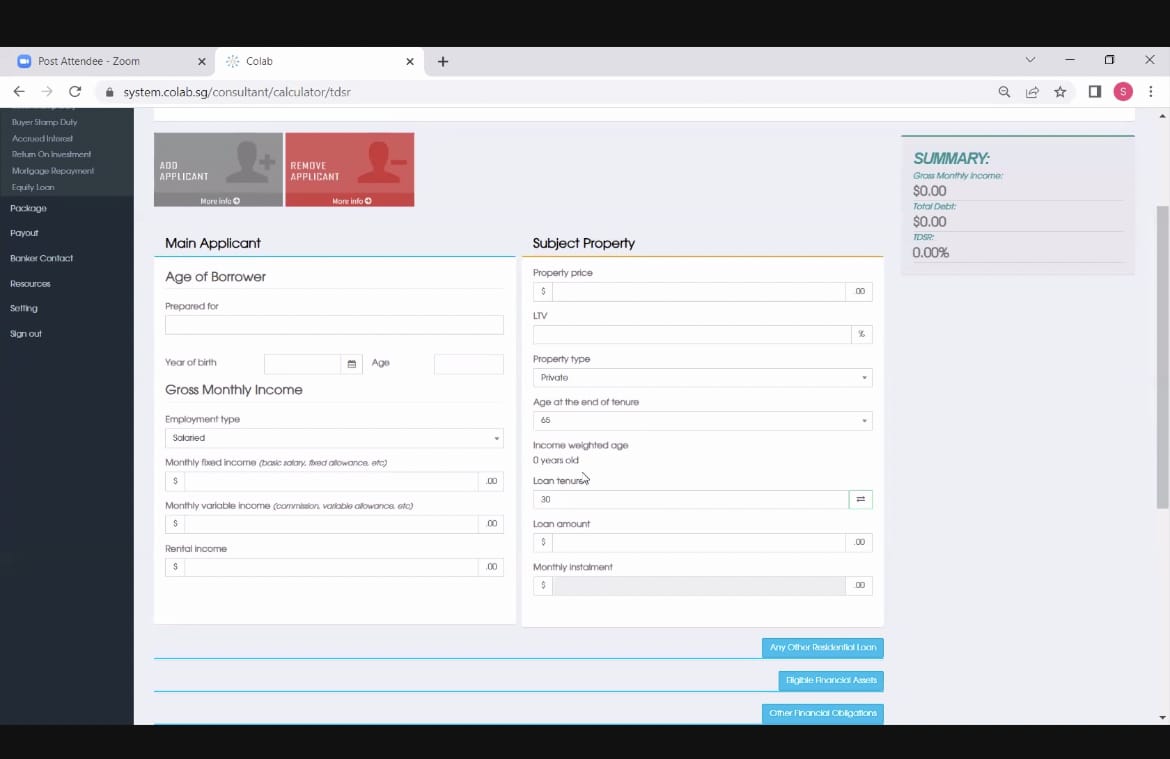 Post Attendee - Zoom
Colab
system.colab.sg/consultant/calculator/tdsr
S
Buyer Stamp Duty
Accrued Interest
Return On Investment
Mortgage Repayment
Equity Loan
Package
Payout
Banker Contact
Resources
Setting
Sign out
ADD
APPLICANT
More info
REMOVE
APPLICANT
More info
Main Applicant
Age of Borrower
Prepared for
Year of birth
Age
Gross Monthly Income
Employment type
Salaried
Monthly fixed income (basic salary, fixed allowance, etc)
$ .00
Monthly variable income (commission, variable allowance, etc)
$ .00
Rental income
$ .00
Subject Property
Property price
$ .00
LTV
%
Property type
Private
Age at the end of tenure
65
Income weighted age
0 years old
Loan tenure
30
Loan amount
$ .00
Monthly instalment
$ .00
Any Other Residential Loan
Eligible Financial Assets
Other Financial Obligations
SUMMARY:
Gross Monthly Income:
$0.00
Total Debt:
$0.00
TDSR:
0.00%